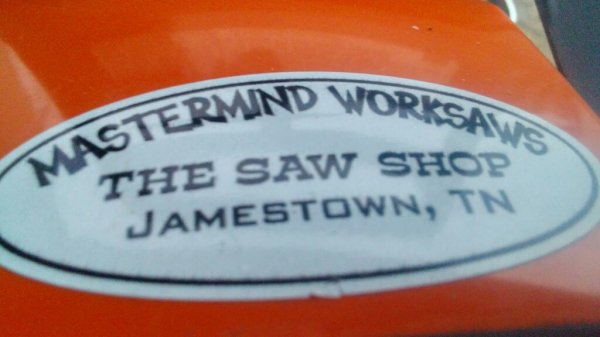 MASTERMIND WORKSAWS
THE SAW SHOP
JAMESTOWN, TN